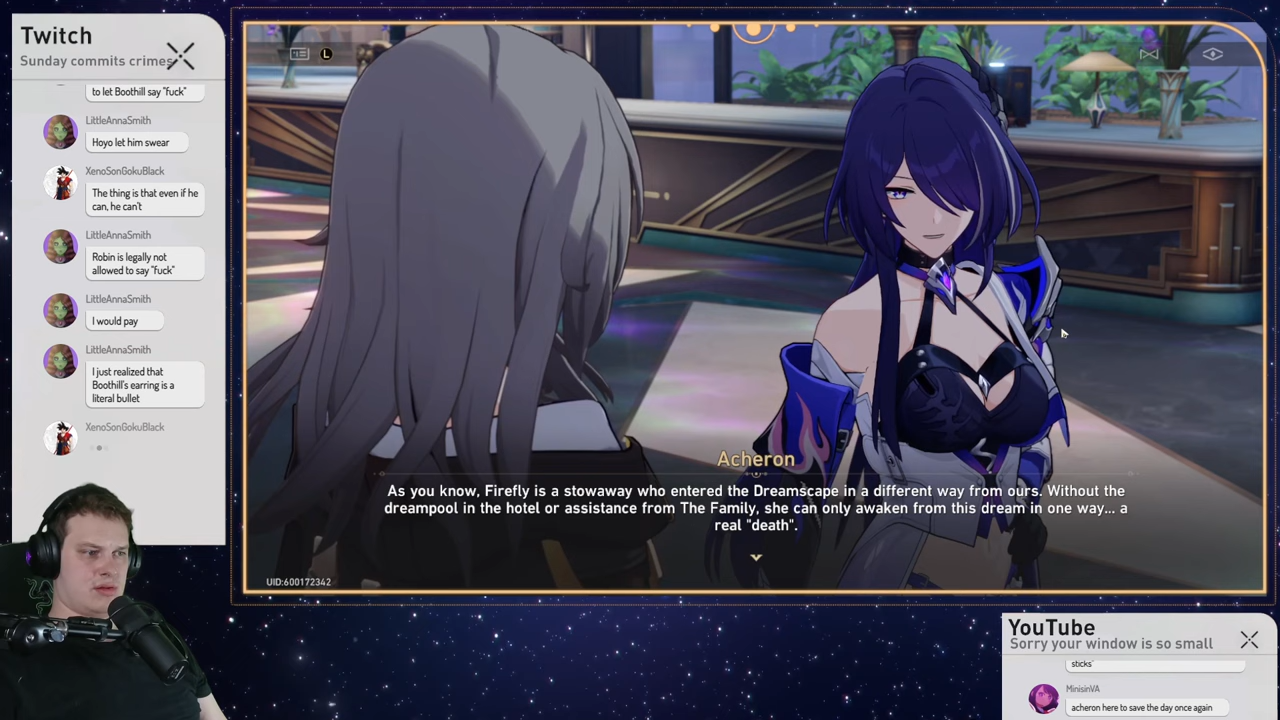 Twitch
Sunday commits crimes
to let Boothill say "fuck"
LittleAnnaSmith
Hoyo let him swear
XenoSonGokuBlack
The thing is that even if he
can, he can't
LittleAnnaSmith
Robin is legally not
allowed to say "fuck"
LittleAnnaSmith
I would pay
LittleAnnaSmith
I just realized that
Boothill's earring is a
literal bullet
XenoSonGokuBlack
L
Acheron
As you know, Firefly is a stowaway who entered the Dreamscape in a different way from ours. Without the
dreampool in the hotel or assistance from The Family, she can only awaken from this dream in one way... a
real "death".
UID:600172342
YouTube
Sorry your window is so small
sticks'
MinisinVA
acheron here to save the day once again